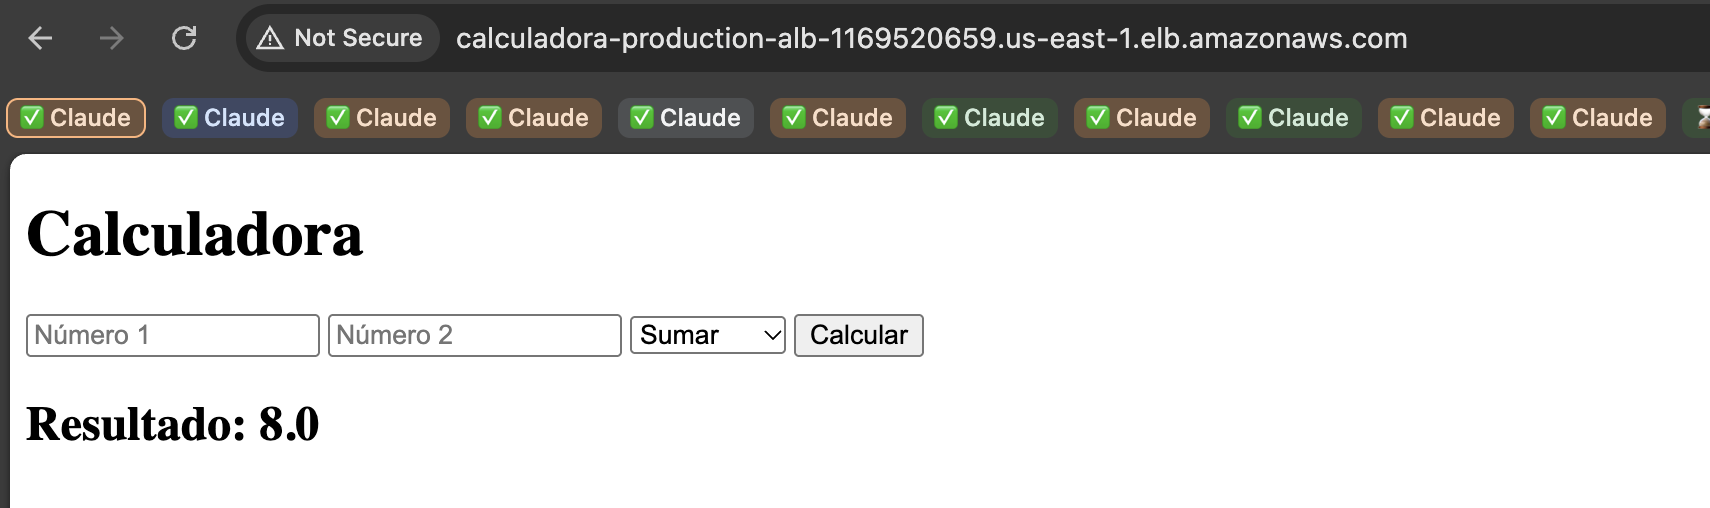 Not Secure calculadora-production-alb-1169520659.us-east-1.elb.amazonaws.com
Claude Claude Claude Claude Claude Claude Claude Claude Claude Claude Claude
Calculadora
Número 1 Número 2 Sumar Calcular
Resultado: 8.0